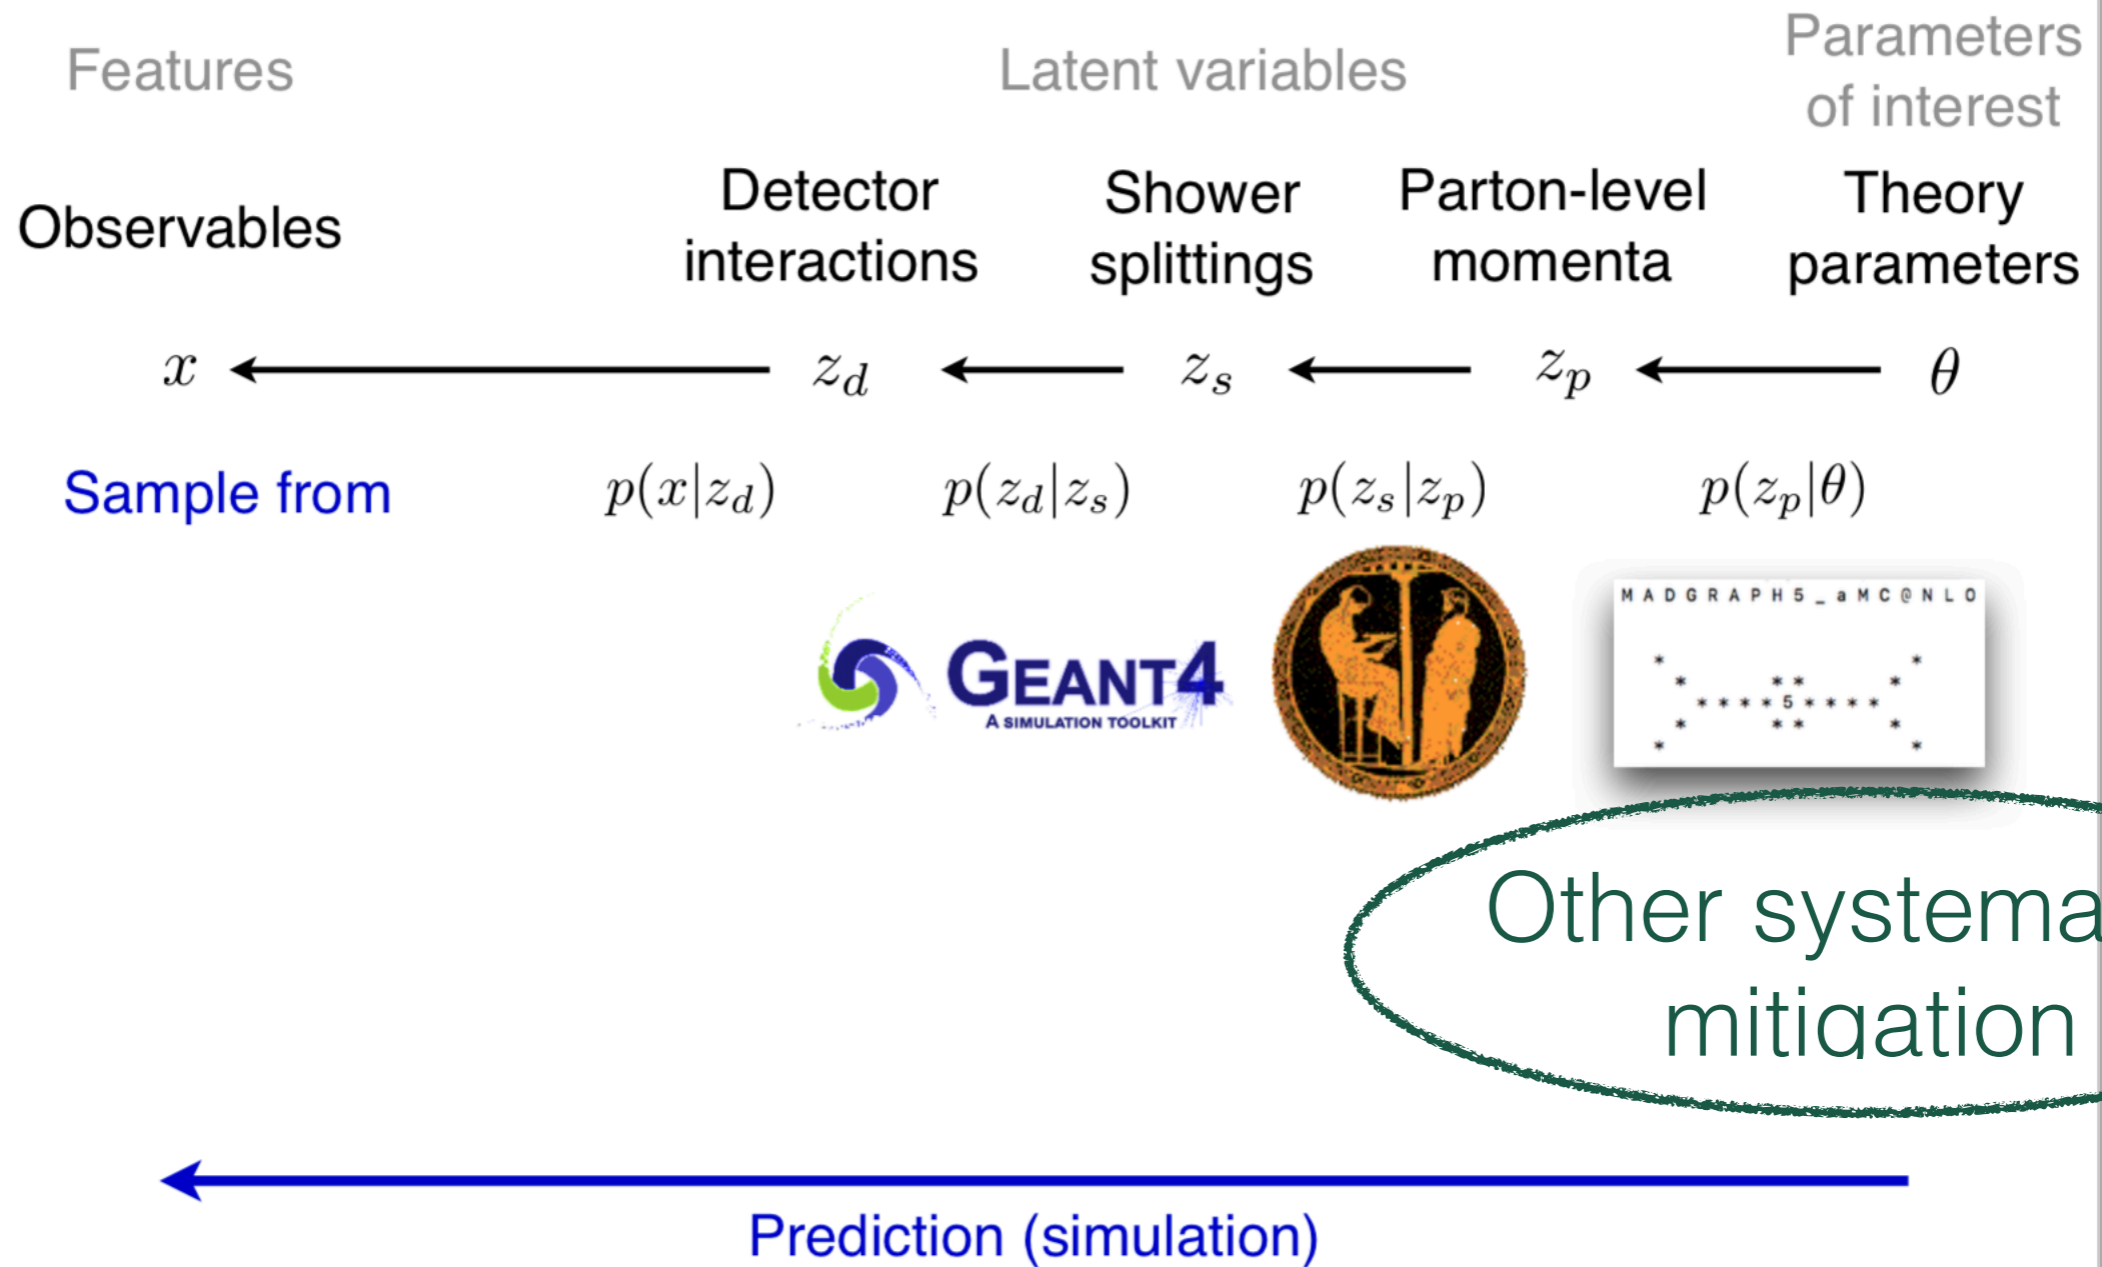 Features Latent variables Parameters
of interest
Observables Detector
interactions Shower
splittings Parton-level
momenta Theory
parameters
x z_d z_s z_p θ
Sample from p(x|z_d) p(z_d|z_s) p(z_s|z_p) p(z_p|θ)
MADGRAPH5_aMC@NLO
* *
* ** *
****5****
* ** *
* *
GEANT4
A SIMULATION TOOLKIT
Other systema
mitigation
Prediction (simulation)